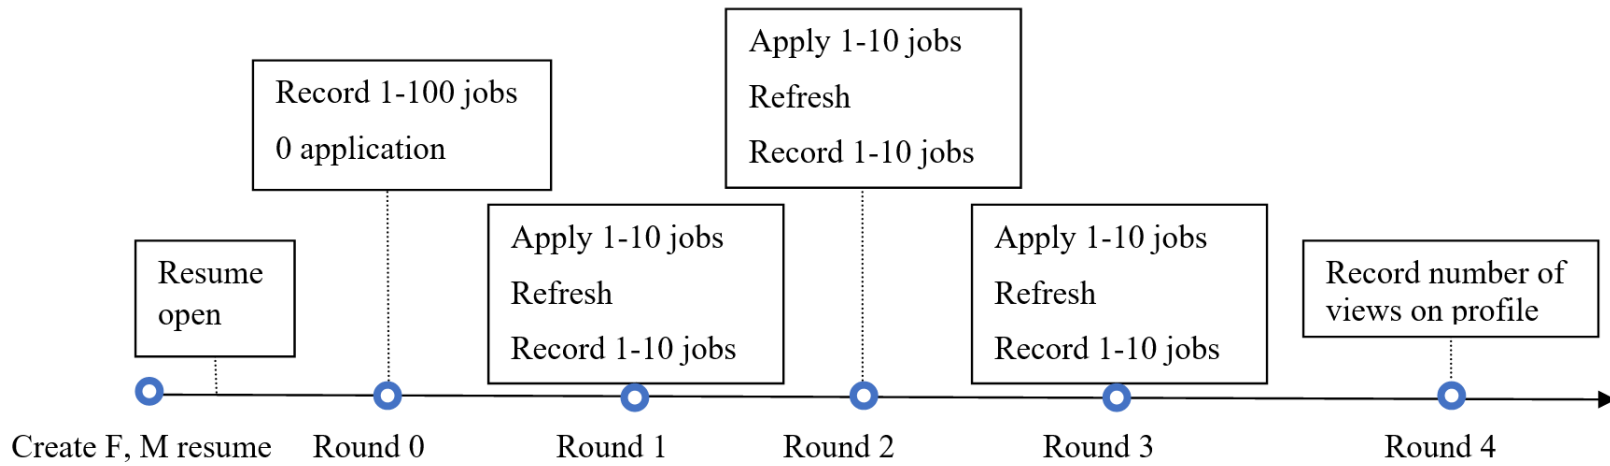 Apply 1-10 jobs
Refresh
Record 1-10 jobs
Record 1-100 jobs
0 application
Apply 1-10 jobs
Refresh
Record 1-10 jobs
Apply 1-10 jobs
Refresh
Record 1-10 jobs
Resume
open
Record number of
views on profile
Create F, M resume
Round 0
Round 1
Round 2
Round 3
Round 4